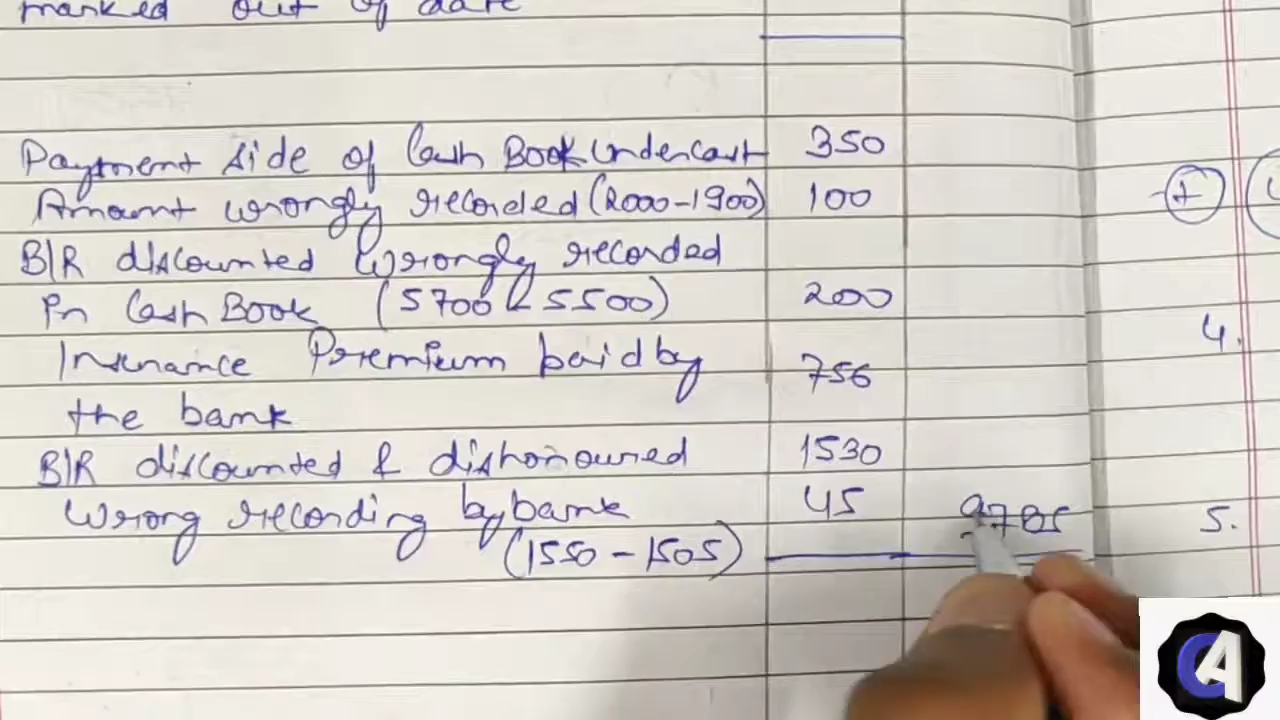 marked out of date
Payment side of Cash Book Undercast 350
Amount wrongly recorded (2000-1900) 100
B/R discounted wrongly recorded
in Cash Book (5700 - 5500) 200
Insurance Premium paid by 756
the bank
B/R discounted & dishonoured 1530
Wrong recording by bank 45
(1550 - 1505)
+
4.
5.
CA